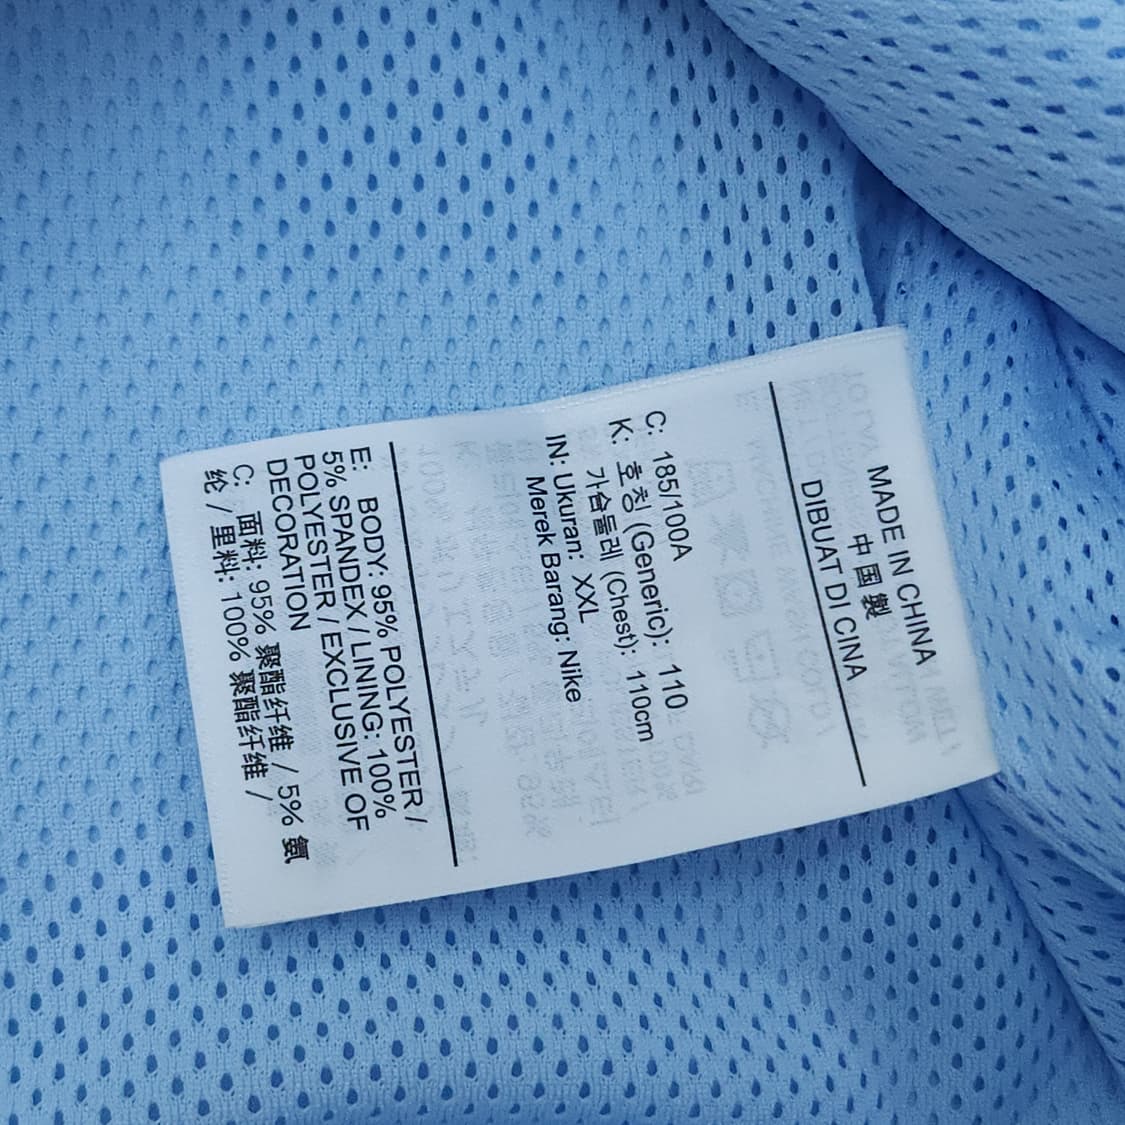 MADE IN CHINA
中国製
DIBUAT DI CINA
C: 185/100A
K: 호칭 (Generic): 110
가슴둘레 (Chest): 110cm
IN: Ukuran: XXL
Merek Barang: Nike
E: BODY: 95% POLYESTER /
5% SPANDEX / LINING: 100%
POLYESTER / EXCLUSIVE OF
DECORATION
C: 面料: 95% 聚酯纤维 / 5% 氨
纶 / 里料: 100% 聚酯纤维 /